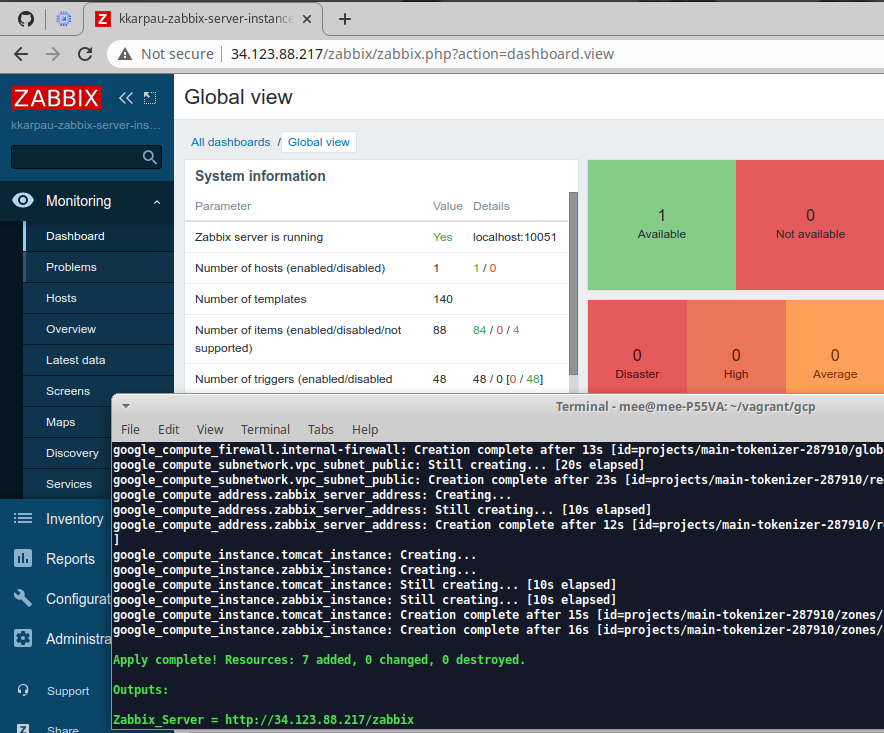 Z kkarpau-zabbix-server-instance
Not secure | 34.123.88.217/zabbix/zabbix.php?action=dashboard.view
ZABBIX
kkarpau-zabbix-server-ins...
Monitoring
Dashboard
Problems
Hosts
Overview
Latest data
Screens
Maps
Discovery
Services
Inventory
Reports
Configurat
Administra
Support
Z Share
Global view
All dashboards / Global view
System information
Parameter Value Details
Zabbix server is running Yes localhost:10051
Number of hosts (enabled/disabled) 1 1 / 0
Number of templates 140
Number of items (enabled/disabled/not 88 84 / 0 / 4
supported)
Number of triggers (enabled/disabled 48 48 / 0 [0 / 48]
1
Available
0
Not available
0
Disaster
0
High
0
Average
Terminal - mee@mee-P55VA: ~/vagrant/gcp
File Edit View Terminal Tabs Help
google_compute_firewall.internal-firewall: Creation complete after 13s [id=projects/main-tokenizer-287910/globa
google_compute_subnetwork.vpc_subnet_public: Still creating... [20s elapsed]
google_compute_subnetwork.vpc_subnet_public: Creation complete after 23s [id=projects/main-tokenizer-287910/re
google_compute_address.zabbix_server_address: Creating...
google_compute_address.zabbix_server_address: Still creating... [10s elapsed]
google_compute_address.zabbix_server_address: Creation complete after 12s [id=projects/main-tokenizer-287910/r
]
google_compute_instance.tomcat_instance: Creating...
google_compute_instance.zabbix_instance: Creating...
google_compute_instance.tomcat_instance: Still creating... [10s elapsed]
google_compute_instance.zabbix_instance: Still creating... [10s elapsed]
google_compute_instance.tomcat_instance: Creation complete after 15s [id=projects/main-tokenizer-287910/zones/
google_compute_instance.zabbix_instance: Creation complete after 16s [id=projects/main-tokenizer-287910/zones/
Apply complete! Resources: 7 added, 0 changed, 0 destroyed.
Outputs:
Zabbix_Server = http://34.123.88.217/zabbix